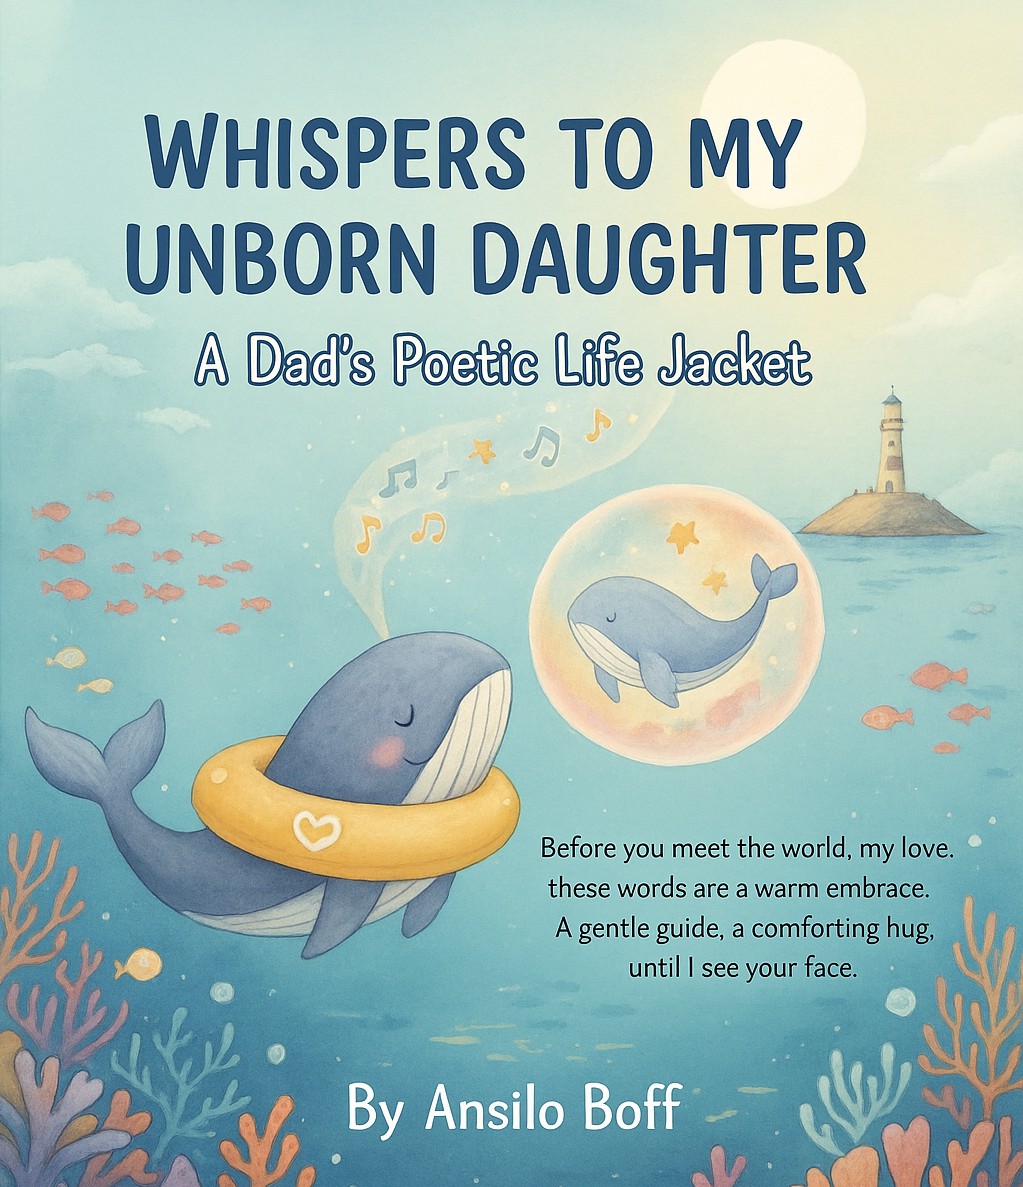 WHISPERS TO MY
UNBORN DAUGHTER
A Dad's Poetic Life Jacket
Before you meet the world, my love.
these words are a warm embrace.
A gentle guide, a comforting hug,
until I see your face.
By Ansilo Boff